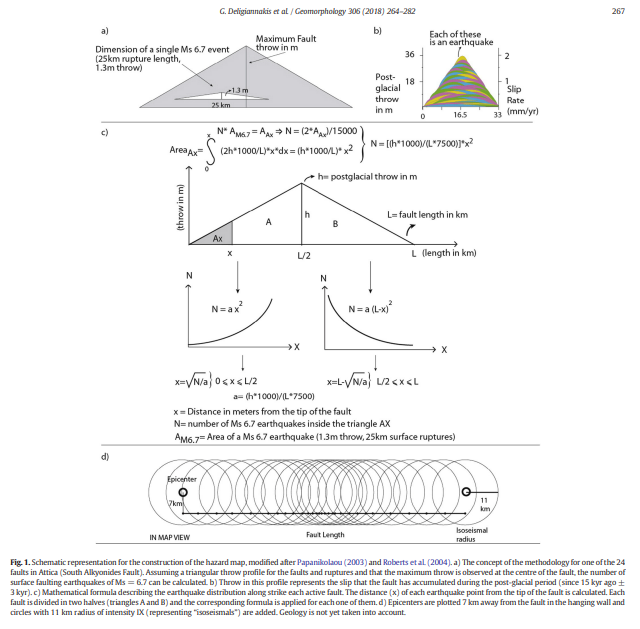 G. Deligiannakis et al. / Geomorphology 306 (2018) 264–282
267
a)
Dimension of a single Ms 6.7 event
(25km rupture length,
1.3m throw)
Maximum Fault
throw in m
1.3 m
25 km
b)
Each of these
is an earthquake
36
18
Post-
glacial
throw
in m
2
1
Slip
Rate
(mm/yr)
0
16.5
33
c)
N* A_M6.7 = A_Ax ⇒ N = (2*A_Ax)/15000
Area_Ax = ∫ 0 x (2h*1000/L)*x*dx = (h*1000/L)* x²
N = [(h*1000)/(L*7500)]*x²
(throw in m)
h= postglacial throw in m
h
A
B
L= fault length in km
Ax
x
L/2
L (length in km)
N
N = a x²
X
N
N = a (L-x)²
X
x=√N/a} 0 ⩽ x ⩽ L/2
x=L-√N/a} L/2 ⩽ x ⩽ L
a= (h*1000)/(L*7500)
x = Distance in meters from the tip of the fault
N= number of Ms 6.7 earthquakes inside the triangle AX
A_M6.7= Area of a Ms 6.7 earthquake (1.3m throw, 25km surface ruptures)
d)
Epicenter
7km
11
km
IN MAP VIEW
Fault Length
Isoseismal
radius
Fig. 1. Schematic representation for the construction of the hazard map, modified after Papanikolaou (2003) and Roberts et al. (2004). a) The concept of the methodology for one of the 24
faults in Attica (South Alkyonides Fault). Assuming a triangular throw profile for the faults and ruptures and that the maximum throw is observed at the centre of the fault, the number of
surface faulting earthquakes of Ms = 6.7 can be calculated. b) Throw in this profile represents the slip that the fault has accumulated during the post-glacial period (since 15 kyr ago ±
3 kyr). c) Mathematical formula describing the earthquake distribution along strike each active fault. The distance (x) of each earthquake point from the tip of the fault is calculated. Each
fault is divided in two halves (triangles A and B) and the corresponding formula is applied for each one of them. d) Epicenters are plotted 7 km away from the fault in the hanging wall and
circles with 11 km radius of intensity IX (representing "isoseismals") are added. Geology is not yet taken into account.